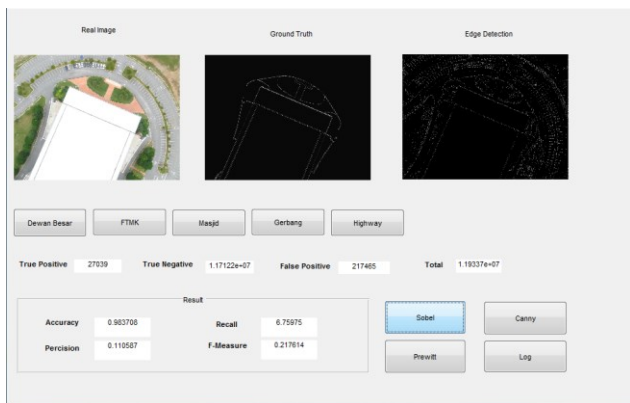 Real Image
Ground Truth
Edge Detection
Dewan Besar
FTMK
Masjid
Gerbang
Highway
True Positive 27039 True Negative 1.17122e+07 False Positive 217465 Total 1.19337e+07
Result
Accuracy 0.983708 Recall 6.75975
Percision 0.110587 F-Measure 0.217614
Sobel
Canny
Prewitt
Log